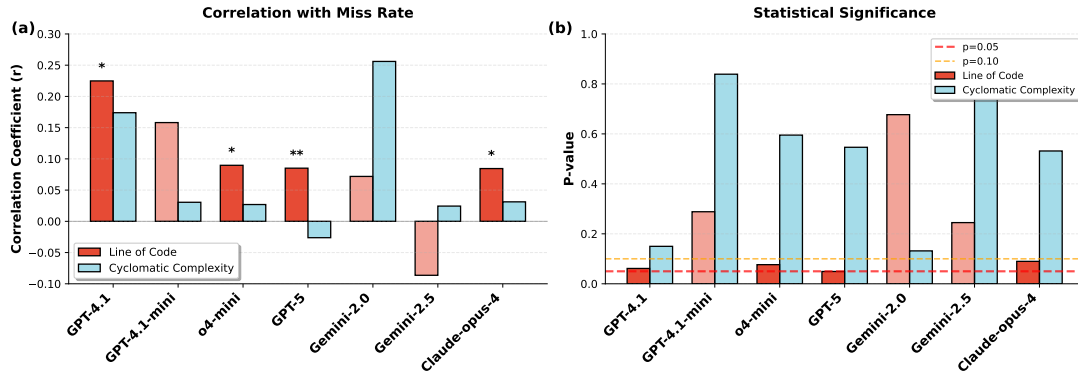 (a)
Correlation with Miss Rate
Correlation Coefficient (r)
0.30
0.25
0.20
0.15
0.10
0.05
0.00
−0.05
−0.10
*
*
**
*
Line of Code
Cyclomatic Complexity
GPT-4.1
GPT-4.1-mini
o4-mini
GPT-5
Gemini-2.0
Gemini-2.5
Claude-opus-4
(b)
Statistical Significance
P-value
1.0
0.8
0.6
0.4
0.2
0.0
p=0.05
p=0.10
Line of Code
Cyclomatic Complexity
GPT-4.1
GPT-4.1-mini
o4-mini
GPT-5
Gemini-2.0
Gemini-2.5
Claude-opus-4